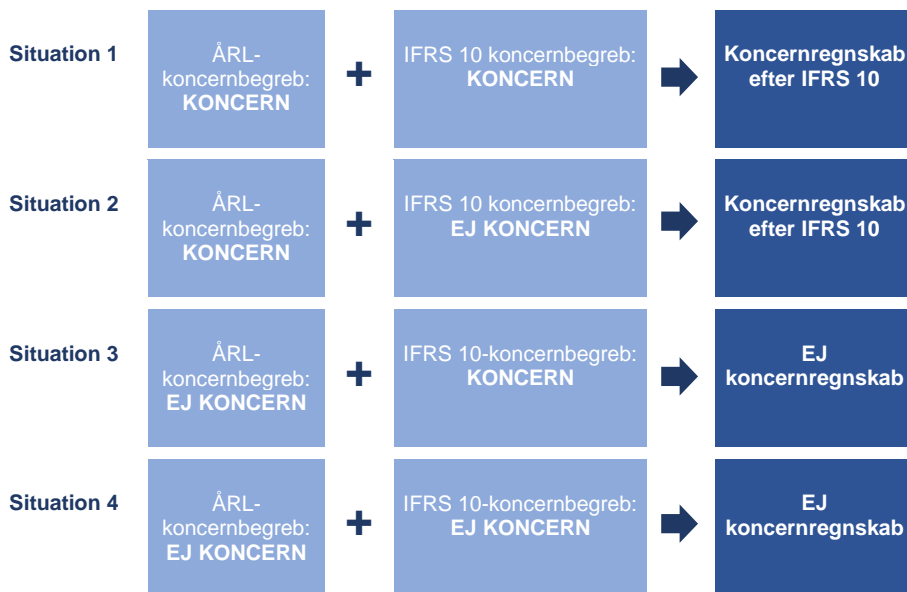 Situation 1
ÅRL-
koncernbegreb:
KONCERN
+
IFRS 10 koncernbegreb:
KONCERN
Koncernregnskab
efter IFRS 10
Situation 2
ÅRL-
koncernbegreb:
KONCERN
+
IFRS 10 koncernbegreb:
EJ KONCERN
Koncernregnskab
efter IFRS 10
Situation 3
ÅRL-
koncernbegreb:
EJ KONCERN
+
IFRS 10-koncernbegreb:
KONCERN
EJ
koncernregnskab
Situation 4
ÅRL-
koncernbegreb:
EJ KONCERN
+
IFRS 10-koncernbegreb:
EJ KONCERN
EJ
koncernregnskab